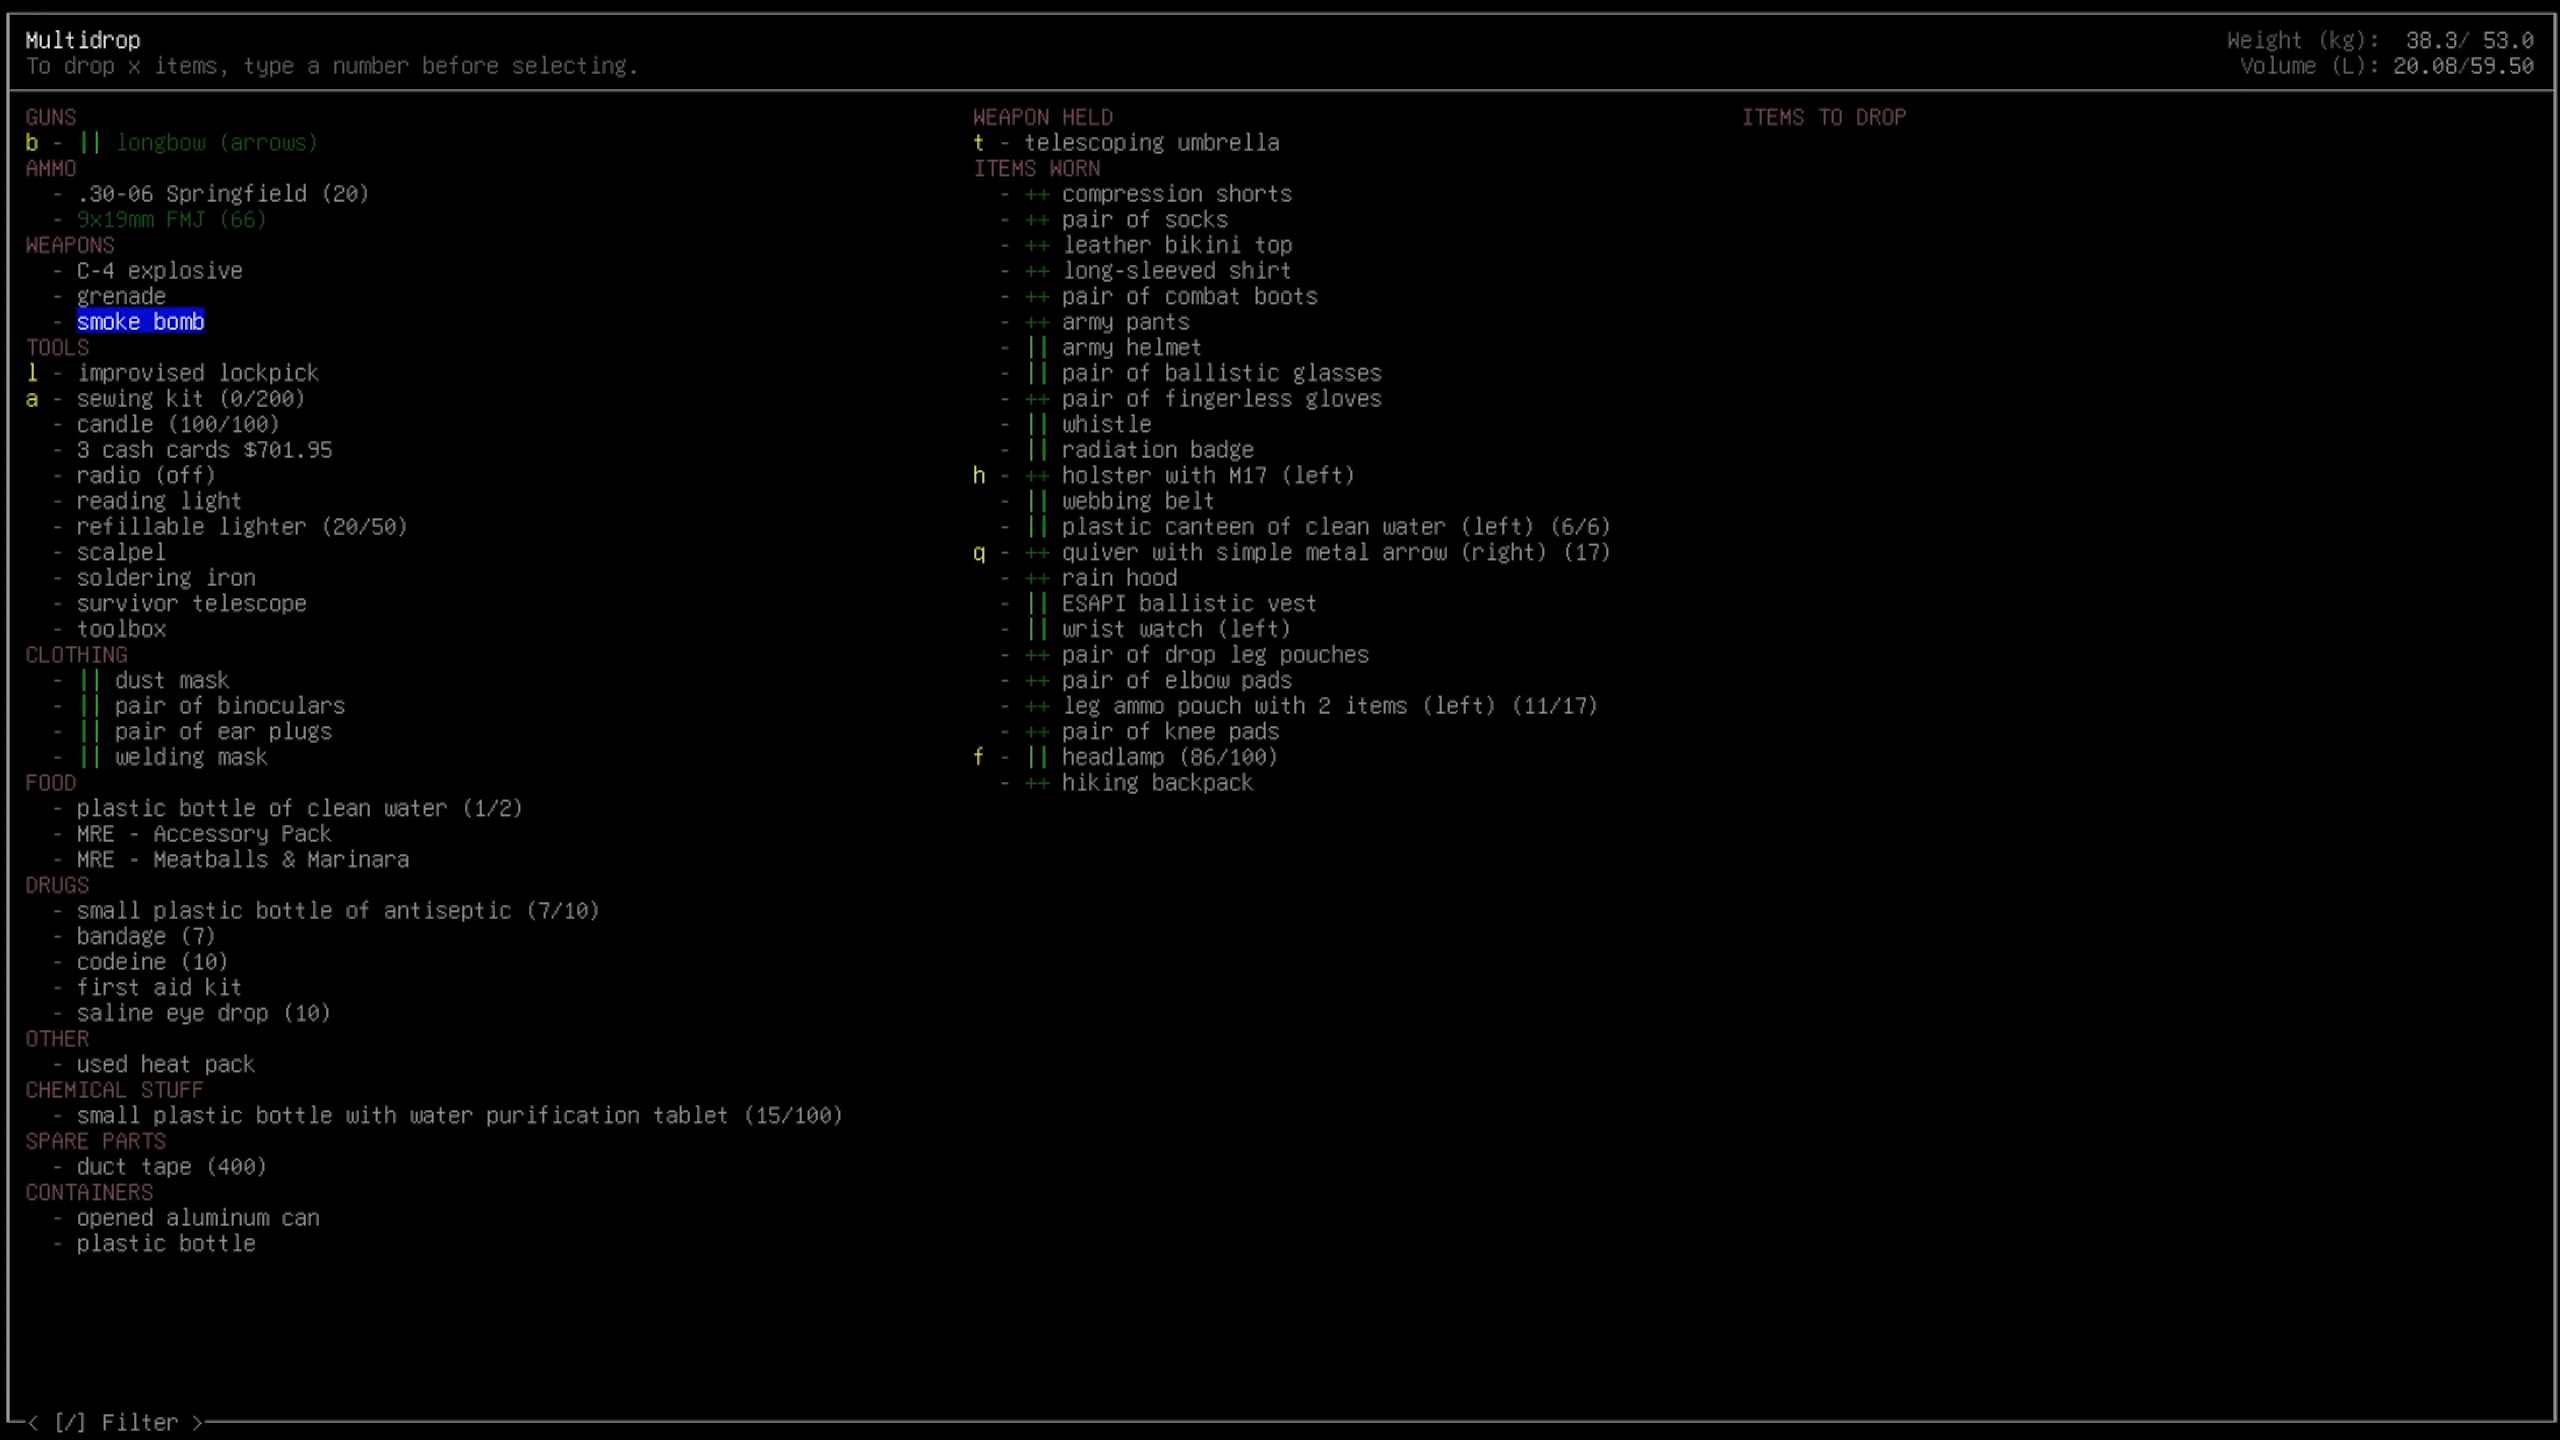 Multidrop
To drop x items, type a number before selecting.
Weight (kg): 38.3/ 53.0
Volume (L): 20.08/59.50
GUNS
b - || longbow (arrows)
AMMO
- .30-06 Springfield (20)
- 9x19mm FMJ (66)
WEAPONS
- C-4 explosive
- grenade
- smoke bomb
TOOLS
l - improvised lockpick
a - sewing kit (0/200)
- candle (100/100)
- 3 cash cards $701.95
- radio (off)
- reading light
- refillable lighter (20/50)
- scalpel
- soldering iron
- survivor telescope
- toolbox
CLOTHING
- || dust mask
- || pair of binoculars
- || pair of ear plugs
- || welding mask
FOOD
- plastic bottle of clean water (1/2)
- MRE - Accessory Pack
- MRE - Meatballs & Marinara
DRUGS
- small plastic bottle of antiseptic (7/10)
- bandage (7)
- codeine (10)
- first aid kit
- saline eye drop (10)
OTHER
- used heat pack
CHEMICAL STUFF
- small plastic bottle with water purification tablet (15/100)
SPARE PARTS
- duct tape (400)
CONTAINERS
- opened aluminum can
- plastic bottle
WEAPON HELD
t - telescoping umbrella
ITEMS WORN
- ++ compression shorts
- ++ pair of socks
- ++ leather bikini top
- ++ long-sleeved shirt
- ++ pair of combat boots
- ++ army pants
- || army helmet
- || pair of ballistic glasses
- ++ pair of fingerless gloves
- || whistle
- || radiation badge
h - ++ holster with M17 (left)
- || webbing belt
- || plastic canteen of clean water (left) (6/6)
q - ++ quiver with simple metal arrow (right) (17)
- ++ rain hood
- || ESAPI ballistic vest
- || wrist watch (left)
- ++ pair of drop leg pouches
- ++ pair of elbow pads
- ++ leg ammo pouch with 2 items (left) (11/17)
- ++ pair of knee pads
f - || headlamp (86/100)
- ++ hiking backpack
ITEMS TO DROP
< [/] Filter >